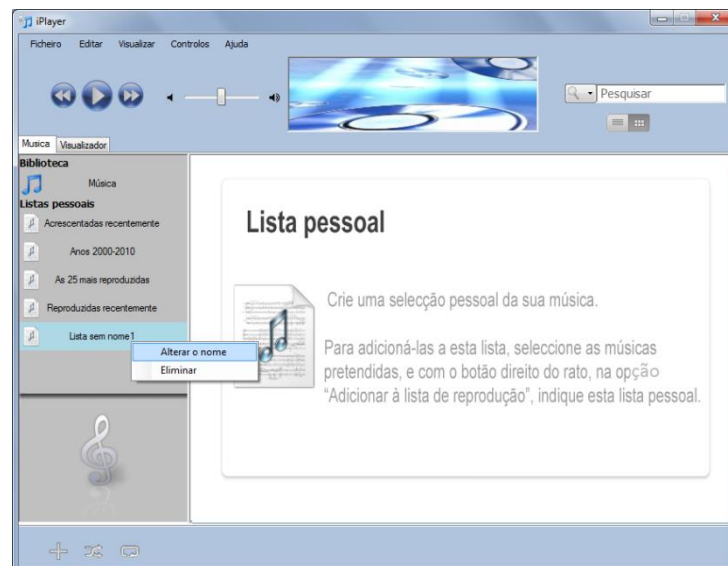 iPlayer
Ficheiro Editar Visualizar Controlos Ajuda
Pesquisar
Musica Visualizador
Biblioteca
Música
Listas pessoais
Acrescentadas recentemente
Anos 2000-2010
As 25 mais reproduzidas
Reproduzidas recentemente
Lista sem nome1
Alterar o nome
Eliminar
Lista pessoal
Crie uma selecção pessoal da sua música.
Para adicioná-las a esta lista, seleccione as músicas
pretendidas, e com o botão direito do rato, na opção
“Adicionar à lista de reprodução”, indique esta lista pessoal.